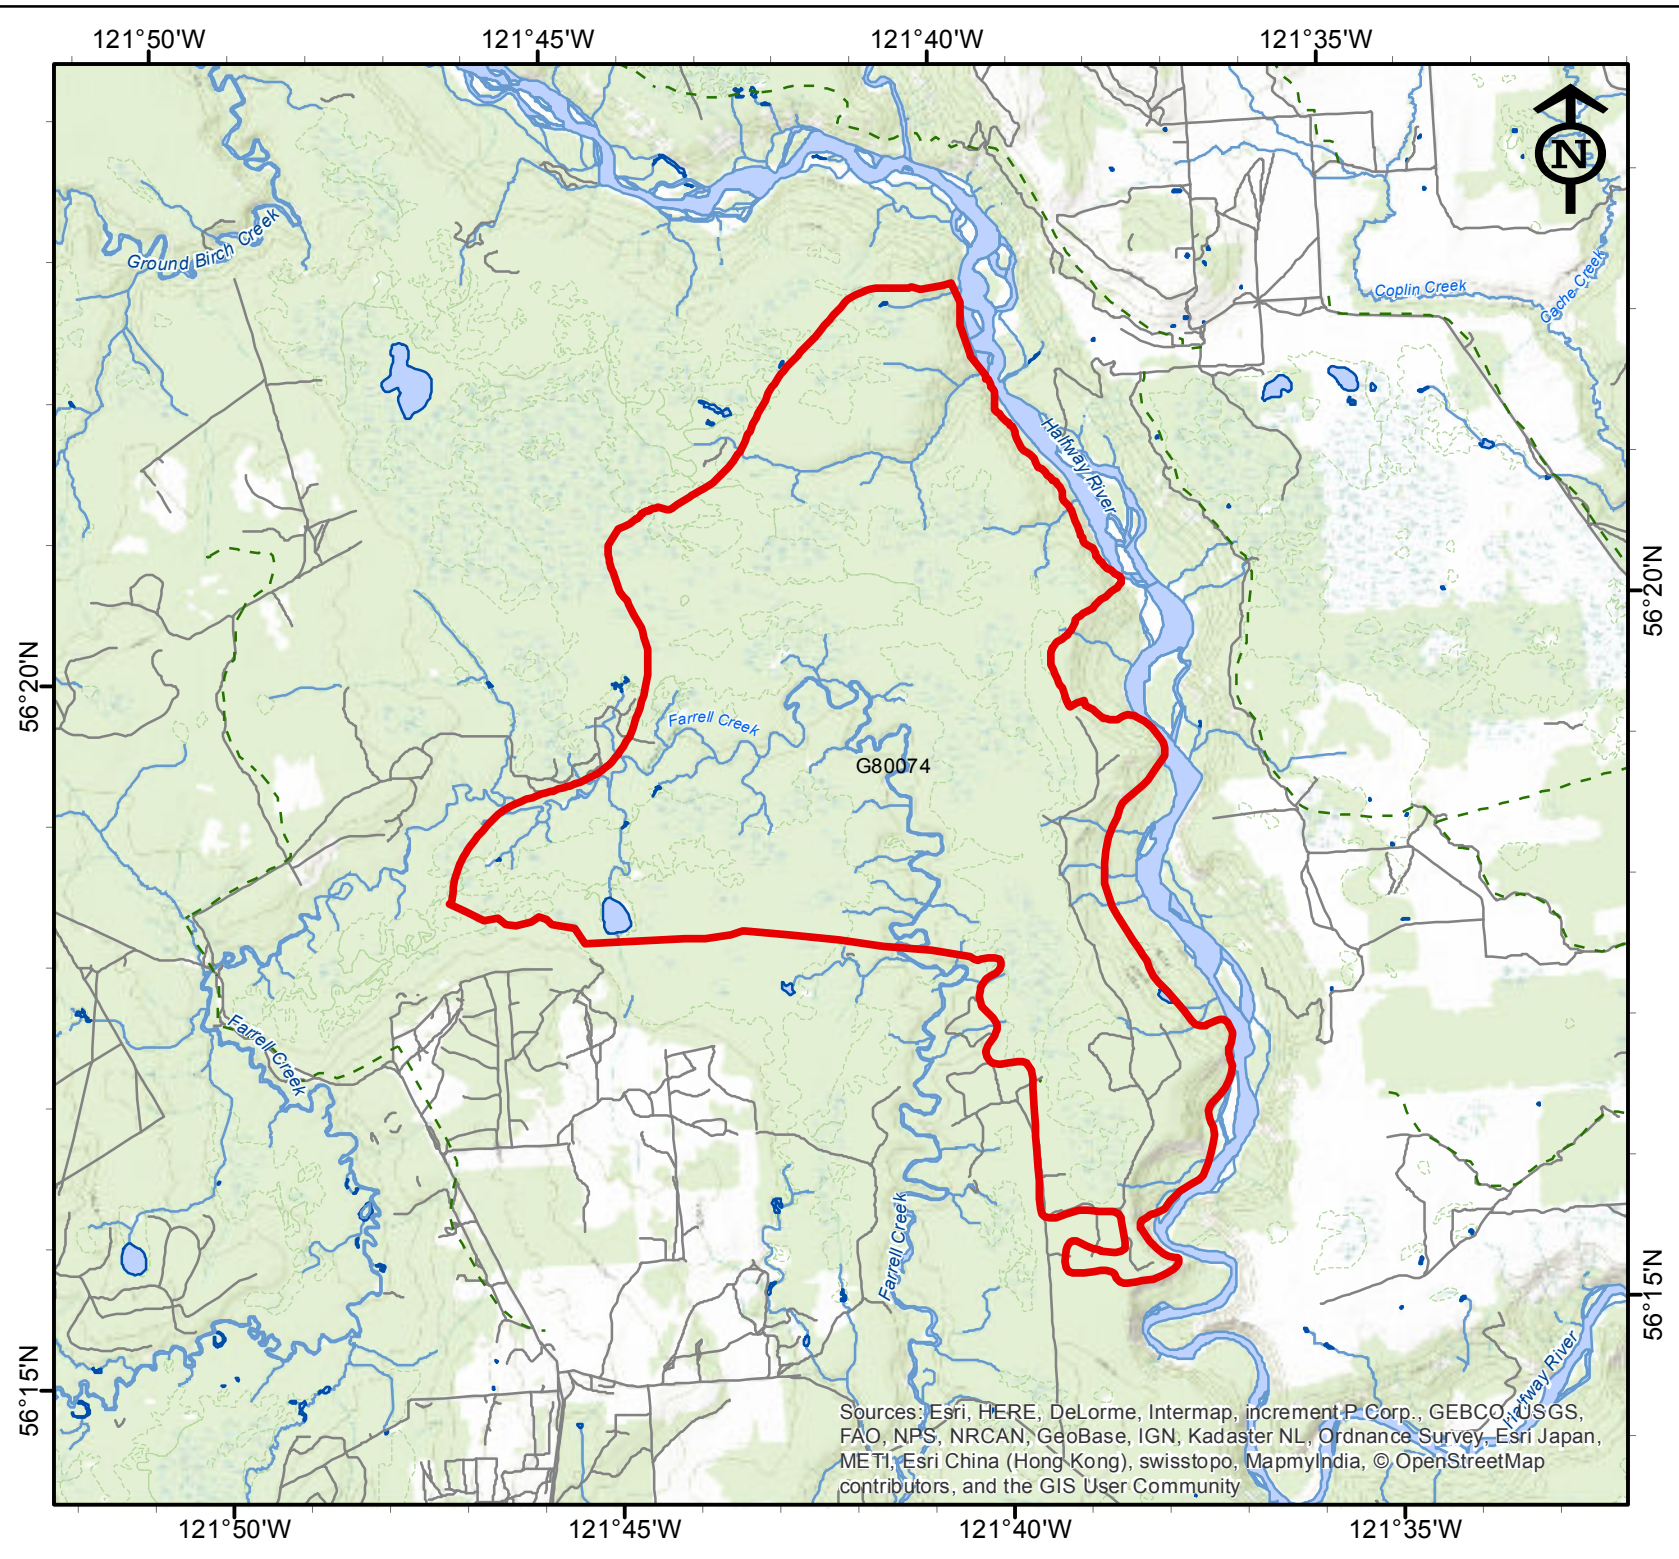 121°50'W
121°45'W
121°40'W
121°35'W
N
Ground Birch Creek
Coplin Creek
Cache Creek
Halfway River
56°20'N
56°20'N
Farrell Creek
G80074
Farrell Creek
Farrell Creek
56°15'N
56°15'N
Halfway River
Sources: Esri, HERE, DeLorme, Intermap, increment P Corp., GEBCO, USGS,
FAO, NPS, NRCAN, GeoBase, IGN, Kadaster NL, Ordnance Survey, Esri Japan,
METI, Esri China (Hong Kong), swisstopo, MapmyIndia, © OpenStreetMap
contributors, and the GIS User Community
121°50'W
121°45'W
121°40'W
121°35'W